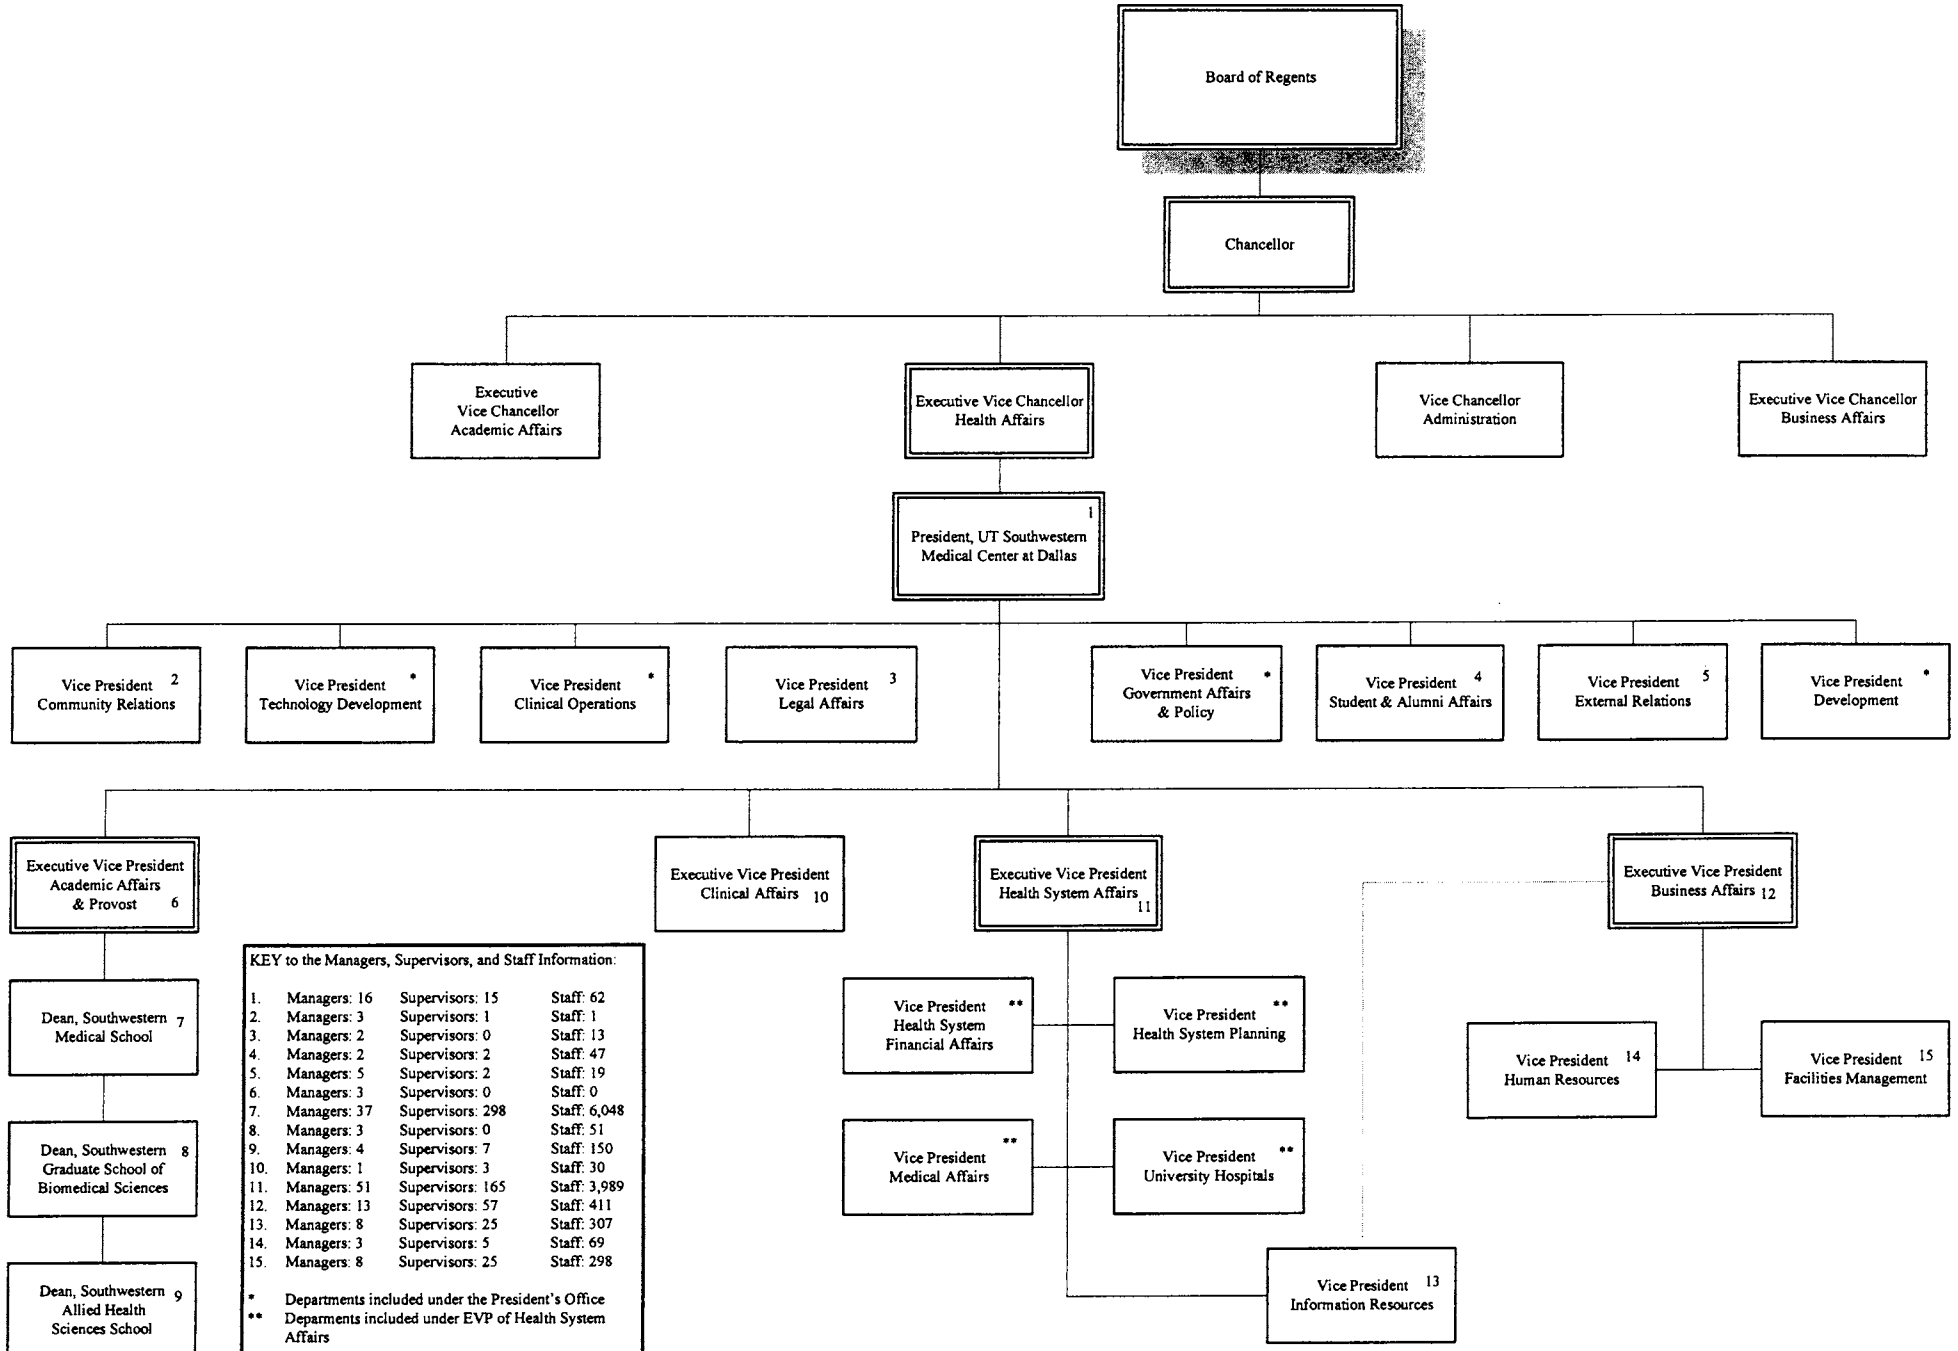 Board of Regents
Chancellor
Executive
Vice Chancellor
Academic Affairs
Executive Vice Chancellor
Health Affairs
Vice Chancellor
Administration
Executive Vice Chancellor
Business Affairs
1
President, UT Southwestern
Medical Center at Dallas
Vice President 2
Community Relations
Vice President *
Technology Development
Vice President *
Clinical Operations
Vice President 3
Legal Affairs
Vice President *
Government Affairs
& Policy
Vice President 4
Student & Alumni Affairs
Vice President 5
External Relations
Vice President *
Development
Executive Vice President
Academic Affairs
& Provost 6
Executive Vice President
Clinical Affairs 10
Executive Vice President
Health System Affairs
11
Executive Vice President
Business Affairs 12
Dean, Southwestern 7
Medical School
Dean, Southwestern 8
Graduate School of
Biomedical Sciences
Dean, Southwestern 9
Allied Health
Sciences School
KEY to the Managers, Supervisors, and Staff Information:
1. Managers: 16 Supervisors: 15 Staff: 62
2. Managers: 3 Supervisors: 1 Staff: 1
3. Managers: 2 Supervisors: 0 Staff: 13
4. Managers: 2 Supervisors: 2 Staff: 47
5. Managers: 5 Supervisors: 2 Staff: 19
6. Managers: 3 Supervisors: 0 Staff: 0
7. Managers: 37 Supervisors: 298 Staff: 6,048
8. Managers: 3 Supervisors: 0 Staff: 51
9. Managers: 4 Supervisors: 7 Staff: 150
10. Managers: 1 Supervisors: 3 Staff: 30
11. Managers: 51 Supervisors: 165 Staff: 3,989
12. Managers: 13 Supervisors: 57 Staff: 411
13. Managers: 8 Supervisors: 25 Staff: 307
14. Managers: 3 Supervisors: 5 Staff: 69
15. Managers: 8 Supervisors: 25 Staff: 298
* Departments included under the President's Office
** Deparments included under EVP of Health System
Affairs
Vice President **
Health System
Financial Affairs
Vice President **
Health System Planning
Vice President **
Medical Affairs
Vice President **
University Hospitals
Vice President 14
Human Resources
Vice President 15
Facilities Management
Vice President 13
Information Resources